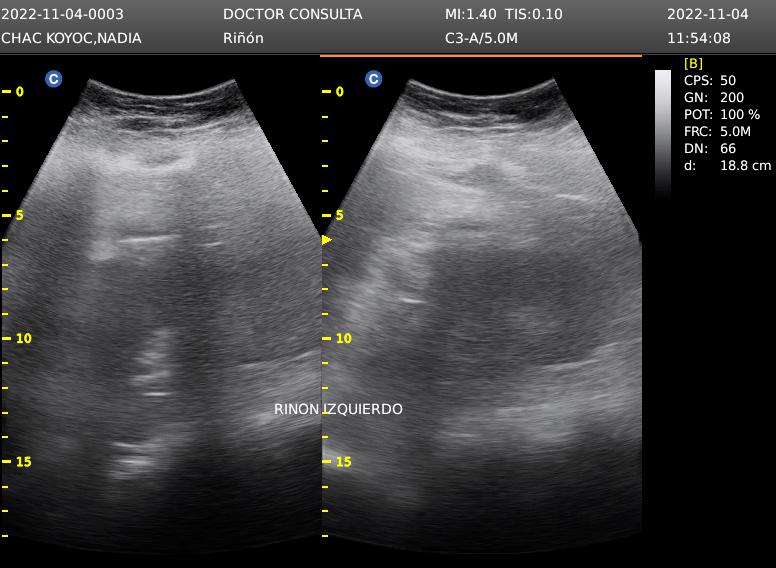 2022-11-04-0003 DOCTOR CONSULTA MI:1.40 TIS:0.10 2022-11-04
CHAC KOYOC,NADIA Riñón C3-A/5.0M 11:54:08
C C
[B]
0 0
CPS: 50
GN: 200
POT: 100 %
FRC: 5.0M
DN: 66
d: 18.8 cm
5 5
10 10
RINON IZQUIERDO
15 15